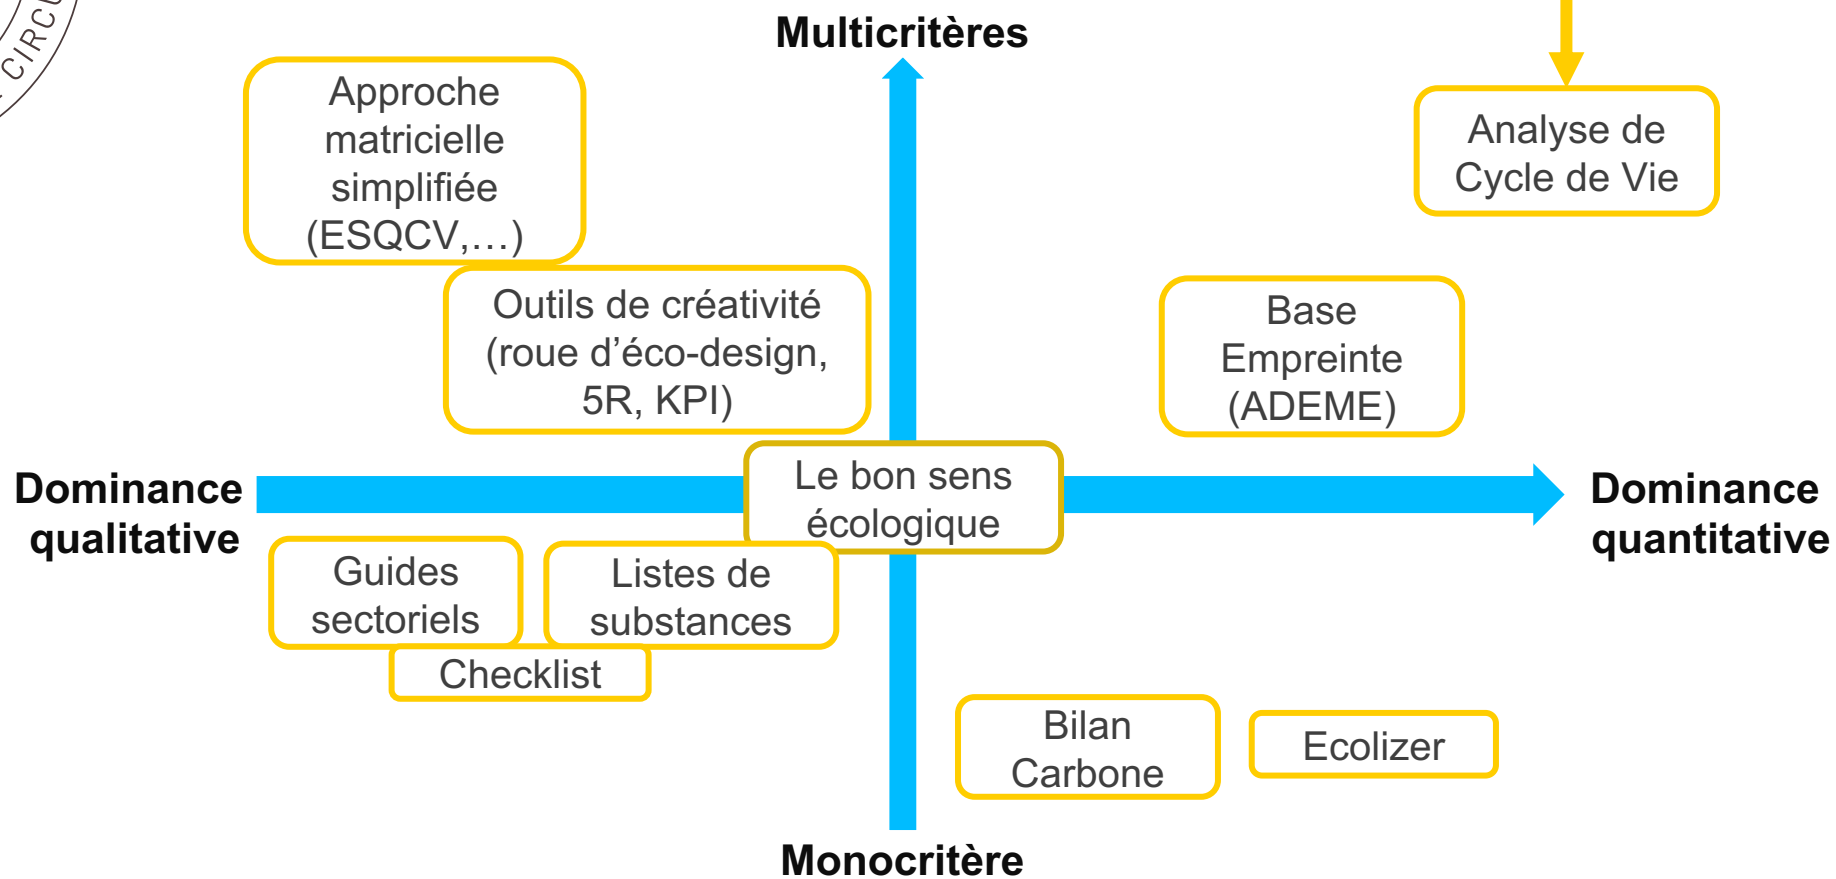 CIRCU
Multicritères
Approche
matricielle
simplifiée
(ESQCV,…)
Analyse de
Cycle de Vie
Outils de créativité
(roue d’éco-design,
5R, KPI)
Base
Empreinte
(ADEME)
Le bon sens
écologique
Dominance
qualitative
Dominance
quantitative
Guides
sectoriels
Listes de
substances
Checklist
Bilan
Carbone
Ecolizer
Monocritère